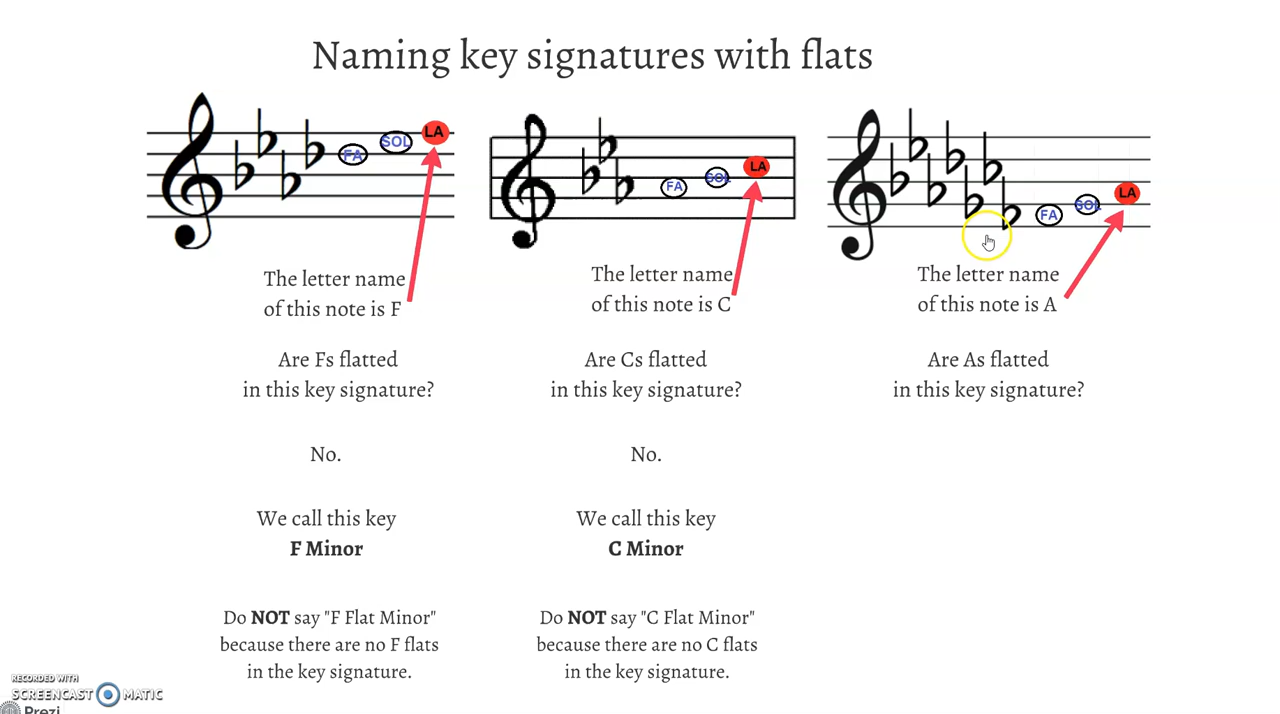 Naming key signatures with flats
FA SOL LA
FA SOL LA
FA SOL LA
The letter name
of this note is F
Are Fs flatted
in this key signature?
No.
We call this key
F Minor
Do NOT say "F Flat Minor"
because there are no F flats
in the key signature.
The letter name
of this note is C
Are Cs flatted
in this key signature?
No.
We call this key
C Minor
Do NOT say "C Flat Minor"
because there are no C flats
in the key signature.
The letter name
of this note is A
Are As flatted
in this key signature?
RECORDED WITH
SCREENCAST MATIC
Prezi